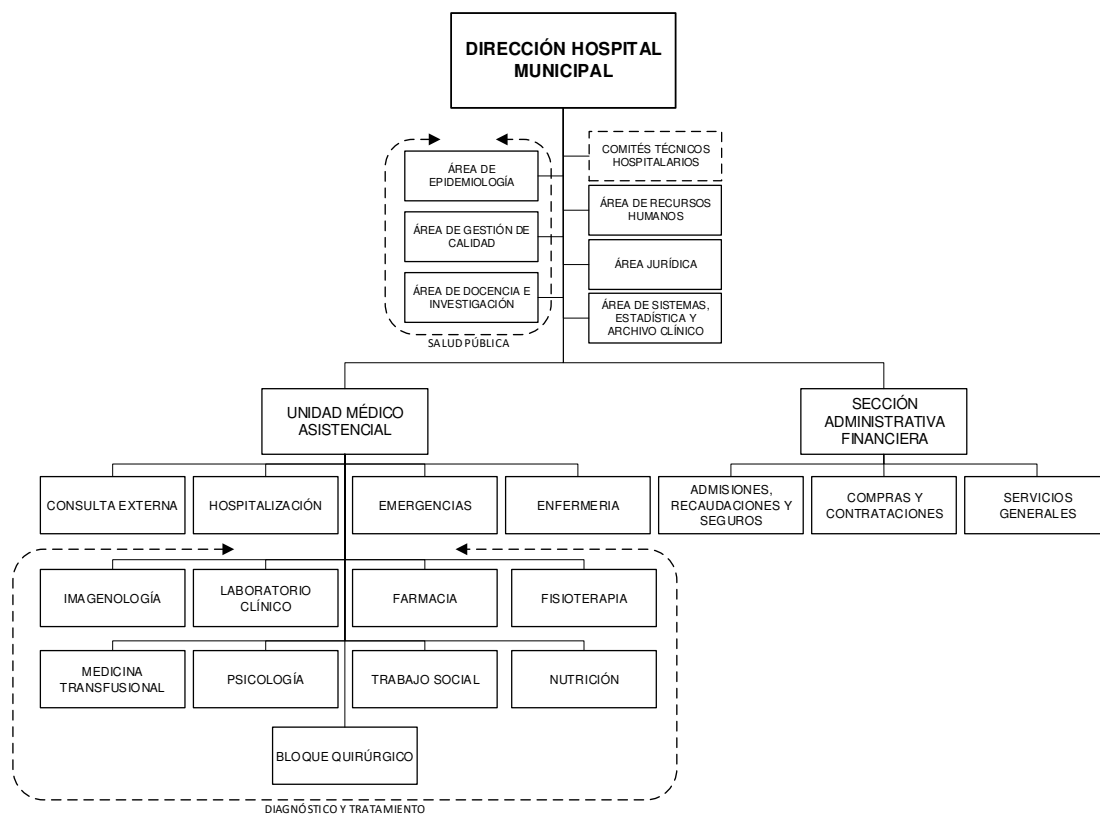 DIRECCIÓN HOSPITAL
MUNICIPAL
COMITÉS TÉCNICOS
HOSPITALARIOS
ÁREA DE
EPIDEMIOLOGÍA
ÁREA DE RECURSOS
HUMANOS
ÁREA DE GESTIÓN DE
CALIDAD
ÁREA JURÍDICA
ÁREA DE DOCENCIA E
INVESTIGACIÓN
ÁREA DE SISTEMAS,
ESTADÍSTICA Y
ARCHIVO CLÍNICO
SALUD PÚBLICA
UNIDAD MÉDICO
ASISTENCIAL
SECCIÓN
ADMINISTRATIVA
FINANCIERA
CONSULTA EXTERNA
HOSPITALIZACIÓN
EMERGENCIAS
ENFERMERIA
ADMISIONES,
RECAUDACIONES Y
SEGUROS
COMPRAS Y
CONTRATACIONES
SERVICIOS
GENERALES
IMAGENOLOGÍA
LABORATORIO
CLÍNICO
FARMACIA
FISIOTERAPIA
MEDICINA
TRANSFUSIONAL
PSICOLOGÍA
TRABAJO SOCIAL
NUTRICIÓN
BLOQUE QUIRÚRGICO
DIAGNÓSTICO Y TRATAMIENTO